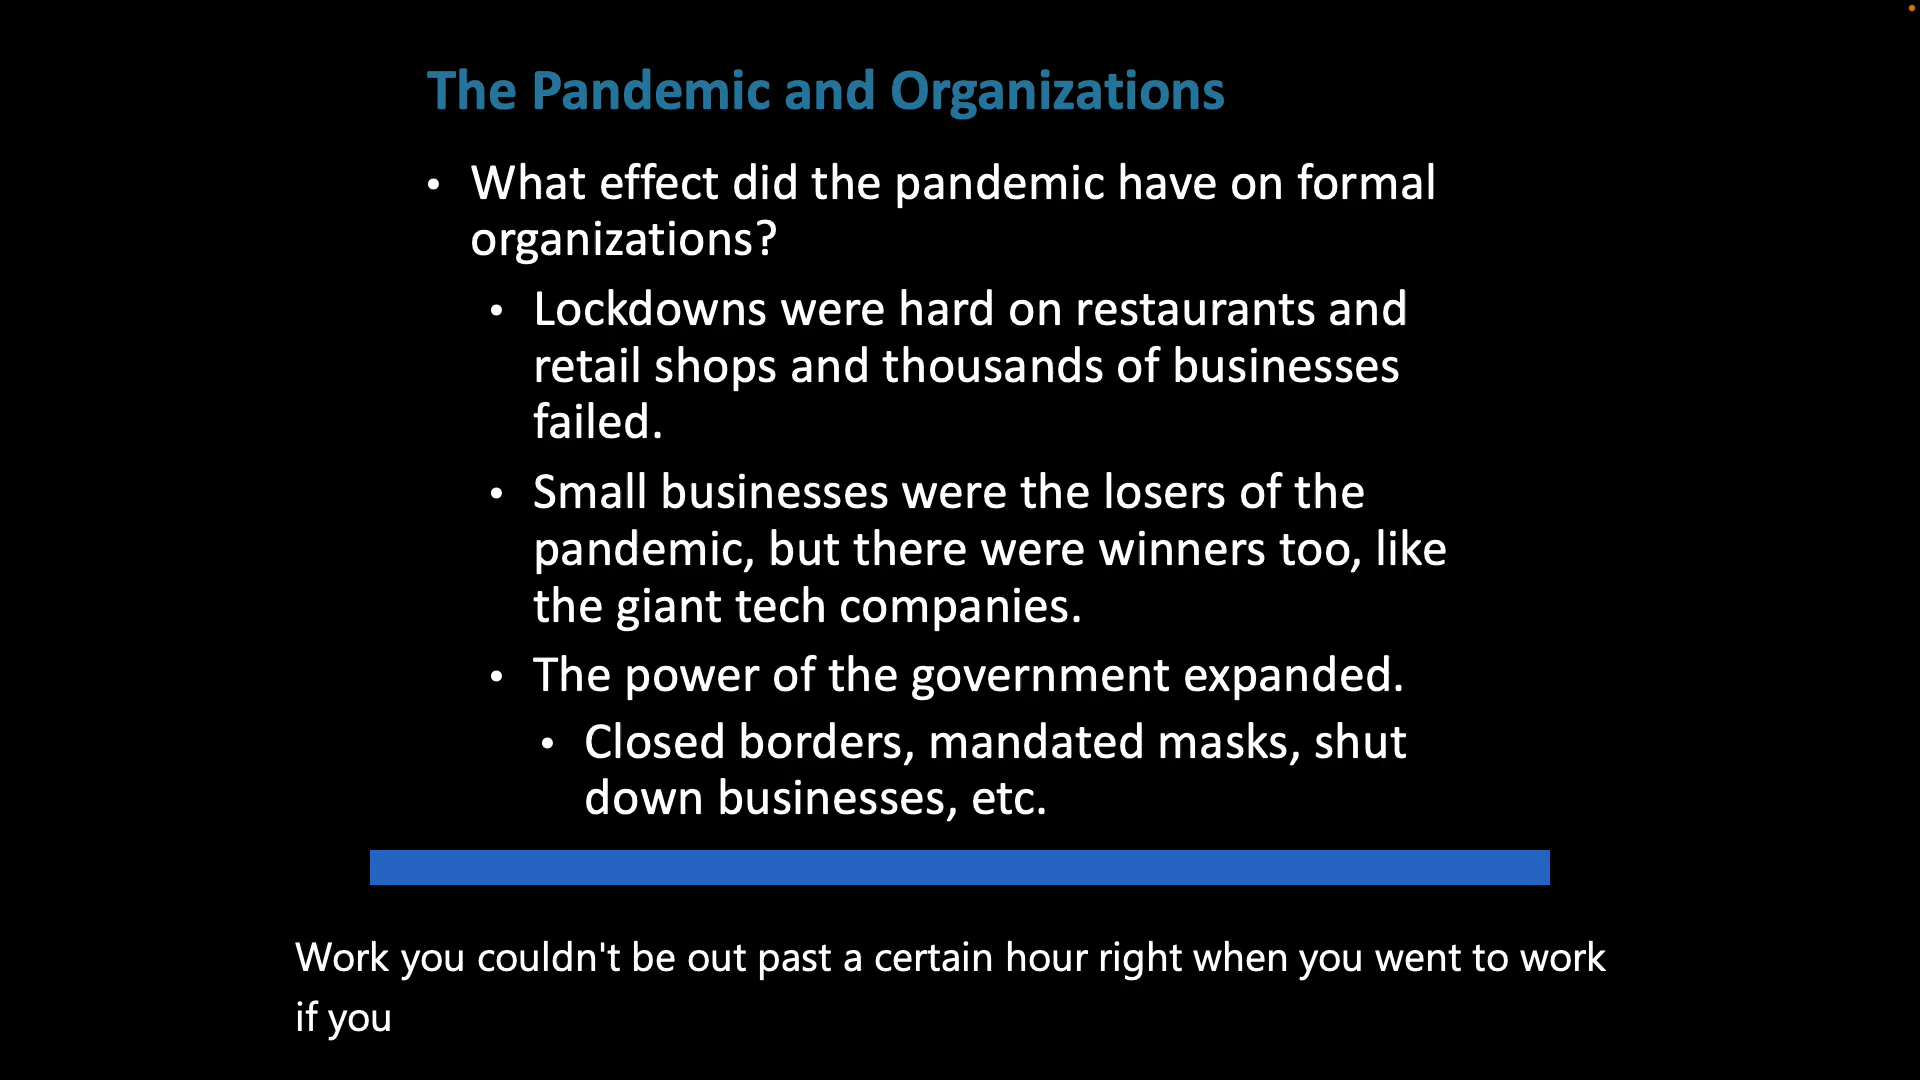 The Pandemic and Organizations
• What effect did the pandemic have on formal
organizations?
• Lockdowns were hard on restaurants and
retail shops and thousands of businesses
failed.
• Small businesses were the losers of the
pandemic, but there were winners too, like
the giant tech companies.
• The power of the government expanded.
• Closed borders, mandated masks, shut
down businesses, etc.
Work you couldn't be out past a certain hour right when you went to work
if you